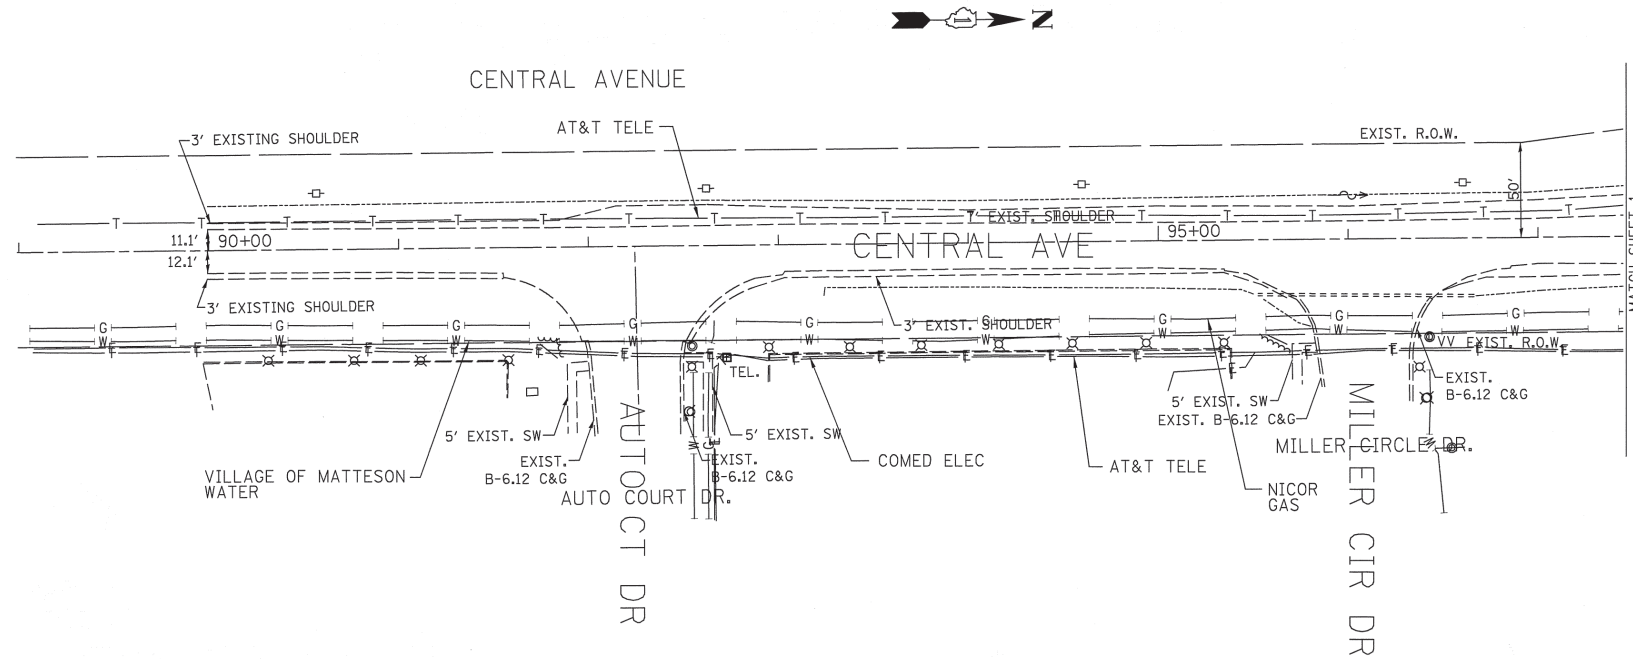 N
CENTRAL AVENUE
3' EXISTING SHOULDER
AT&T TELE
EXIST. R.O.W.
50'
T T T T T T T T T T T T T T T T T
7' EXIST. SHOULDER
11.1'
90+00
95+00
CENTRAL AVE
12.1'
3' EXISTING SHOULDER
3' EXIST. SHOULDER
G G G G G G G G G
W W W W W W W W W
VV EXIST. R.O.W.
E E E E E E E E E E E E E E E E E
TEL.
E
EXIST.
B-6.12 C&G
5' EXIST. SW
EXIST. B-6.12 C&G
5' EXIST. SW
5' EXIST. SW
W G E
MILLER CIRCLE DR.
EXIST.
B-6.12 C&G
EXIST.
B-6.12 C&G
COMED ELEC
AT&T TELE
VILLAGE OF MATTESON
WATER
AUTO COURT DR.
NICOR
GAS
AUTO CT DR
MILLER CIR DR